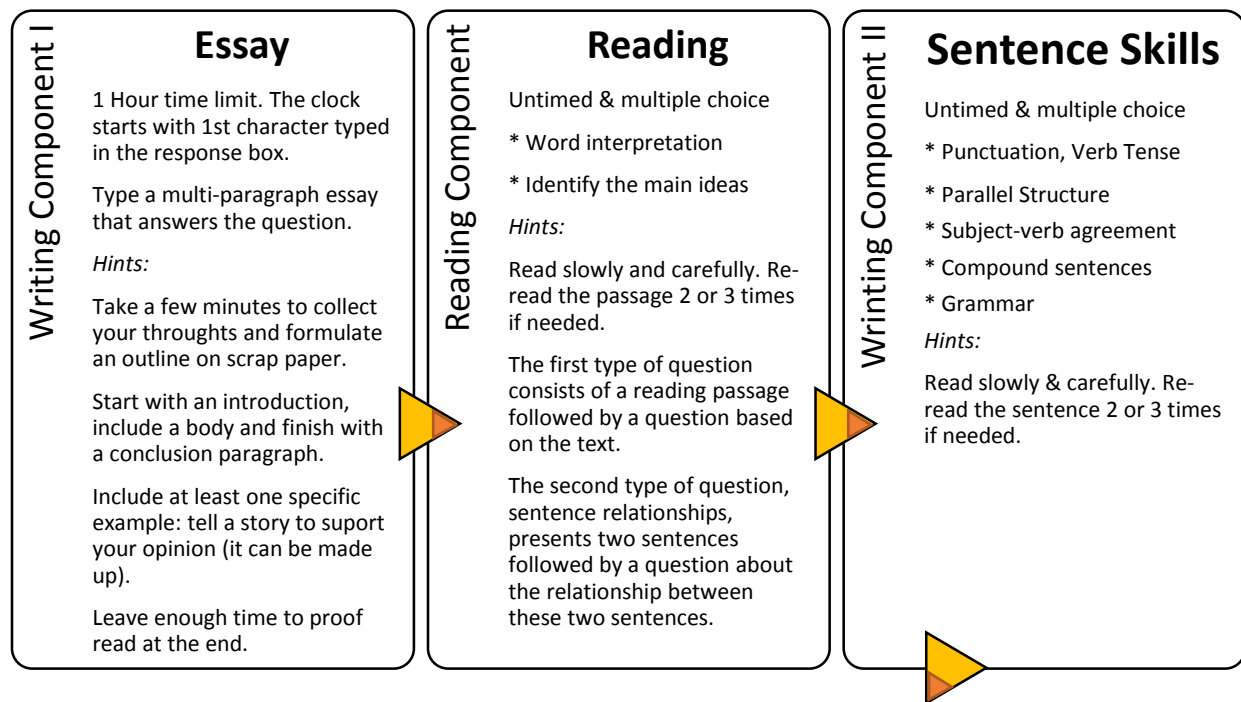 Writing Component I
Essay
1 Hour time limit. The clock
starts with 1st character typed
in the response box.
Type a multi-paragraph essay
that answers the question.
Hints:
Take a few minutes to collect
your throughts and formulate
an outline on scrap paper.
Start with an introduction,
include a body and finish with
a conclusion paragraph.
Include at least one specific
example: tell a story to suport
your opinion (it can be made
up).
Leave enough time to proof
read at the end.
Reading Component
Reading
Untimed & multiple choice
* Word interpretation
* Identify the main ideas
Hints:
Read slowly and carefully. Re-
read the passage 2 or 3 times
if needed.
The first type of question
consists of a reading passage
followed by a question based
on the text.
The second type of question,
sentence relationships,
presents two sentences
followed by a question about
the relationship between
these two sentences.
Wrinting Component II
Sentence Skills
Untimed & multiple choice
* Punctuation, Verb Tense
* Parallel Structure
* Subject-verb agreement
* Compound sentences
* Grammar
Hints:
Read slowly & carefully. Re-
read the sentence 2 or 3 times
if needed.